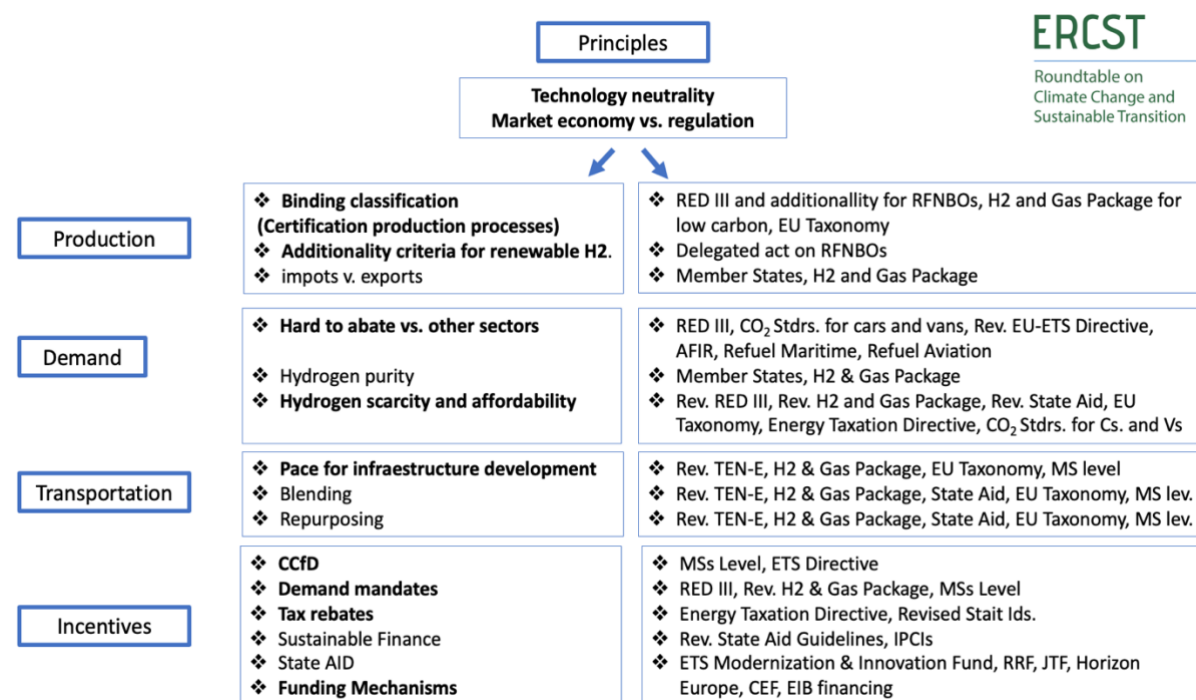 Principles
ERCST
Roundtable on
Climate Change and
Sustainable Transition
Technology neutrality
Market economy vs. regulation
Production
❖ Binding classification
(Certification production processes)
❖ Additionality criteria for renewable H2.
❖ impots v. exports
❖ RED III and additionallity for RFNBOs, H2 and Gas Package for
low carbon, EU Taxonomy
❖ Delegated act on RFNBOs
❖ Member States, H2 and Gas Package
Demand
❖ Hard to abate vs. other sectors
❖ Hydrogen purity
❖ Hydrogen scarcity and affordability
❖ RED III, CO₂ Stdrs. for cars and vans, Rev. EU-ETS Directive,
AFIR, Refuel Maritime, Refuel Aviation
❖ Member States, H2 & Gas Package
❖ Rev. RED III, Rev. H2 and Gas Package, Rev. State Aid, EU
Taxonomy, Energy Taxation Directive, CO₂ Stdrs. for Cs. and Vs
Transportation
❖ Pace for infraestructure development
❖ Blending
❖ Repurposing
❖ Rev. TEN-E, H2 & Gas Package, EU Taxonomy, MS level
❖ Rev. TEN-E, H2 & Gas Package, State Aid, EU Taxonomy, MS lev.
❖ Rev. TEN-E, H2 & Gas Package, State Aid, EU Taxonomy, MS lev.
Incentives
❖ CCfD
❖ Demand mandates
❖ Tax rebates
❖ Sustainable Finance
❖ State AID
❖ Funding Mechanisms
❖ MSs Level, ETS Directive
❖ RED III, Rev. H2 & Gas Package, MSs Level
❖ Energy Taxation Directive, Revised Stait Ids.
❖ Rev. State Aid Guidelines, IPCIs
❖ ETS Modernization & Innovation Fund, RRF, JTF, Horizon
Europe, CEF, EIB financing